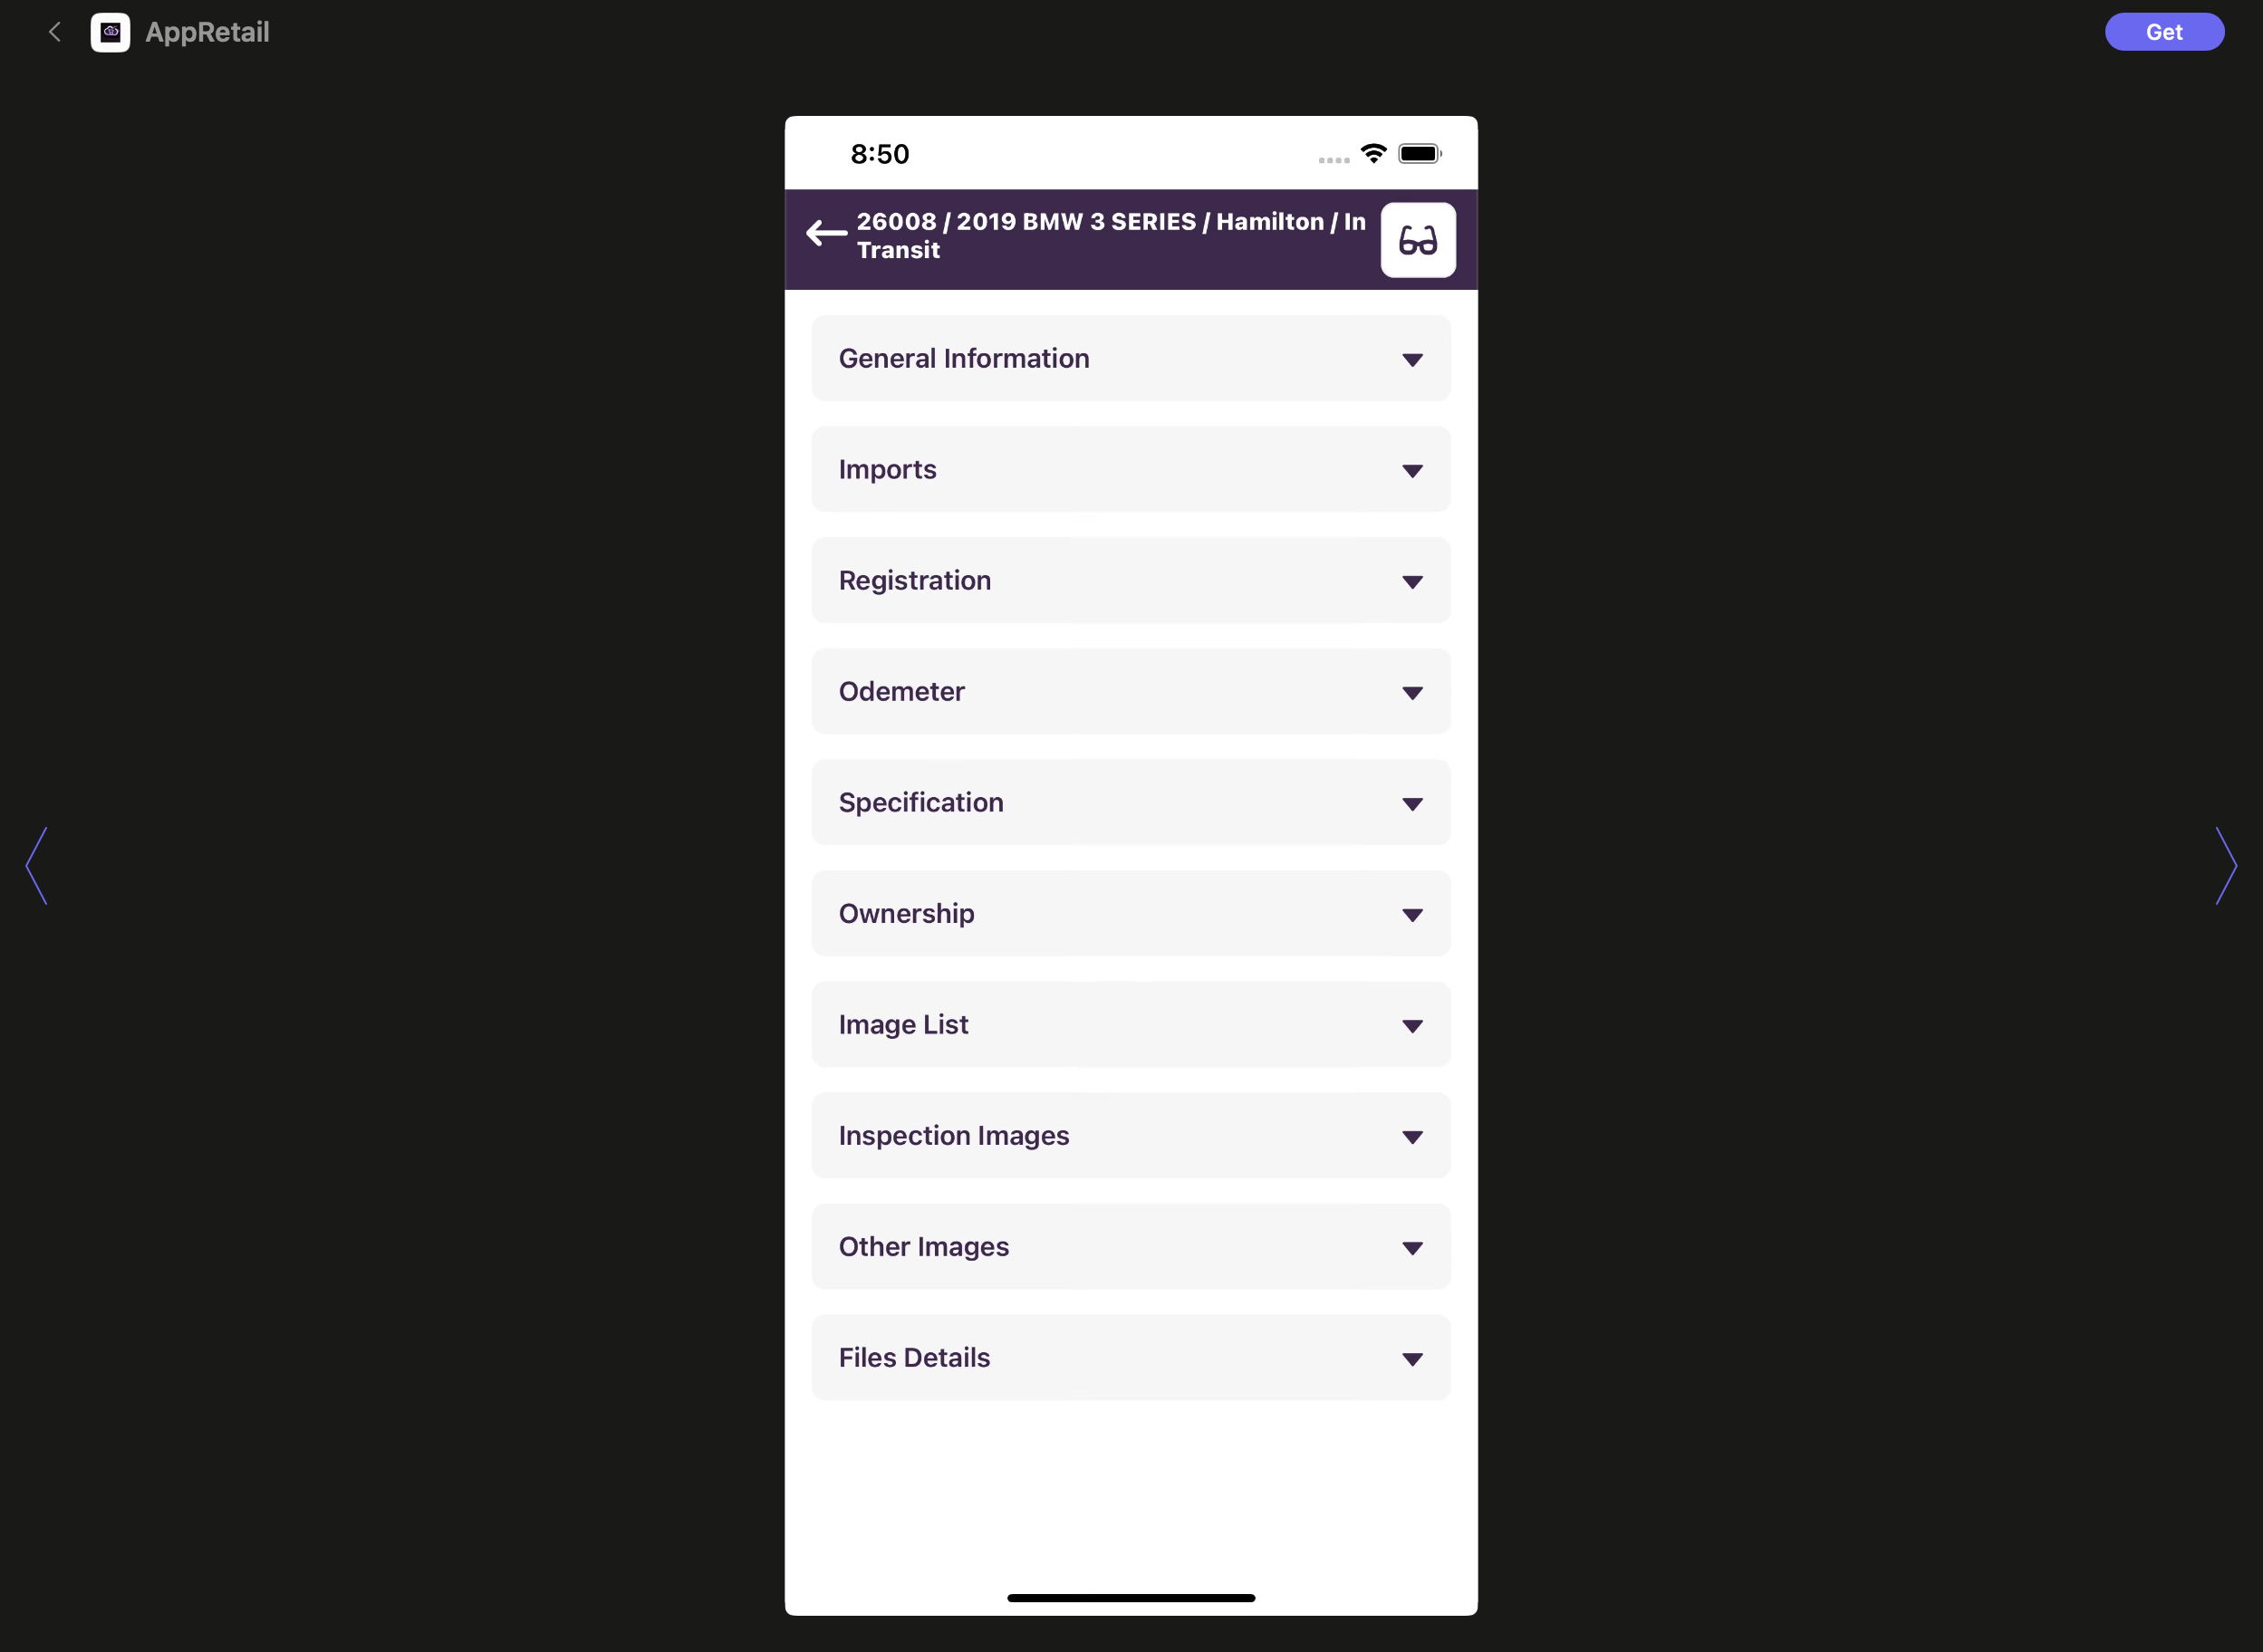 AppRetail
Get
8:50
26008 / 2019 BMW 3 SERIES / Hamilton / In
Transit
General Information
Imports
Registration
Odemeter
Specification
Ownership
Image List
Inspection Images
Other Images
Files Details